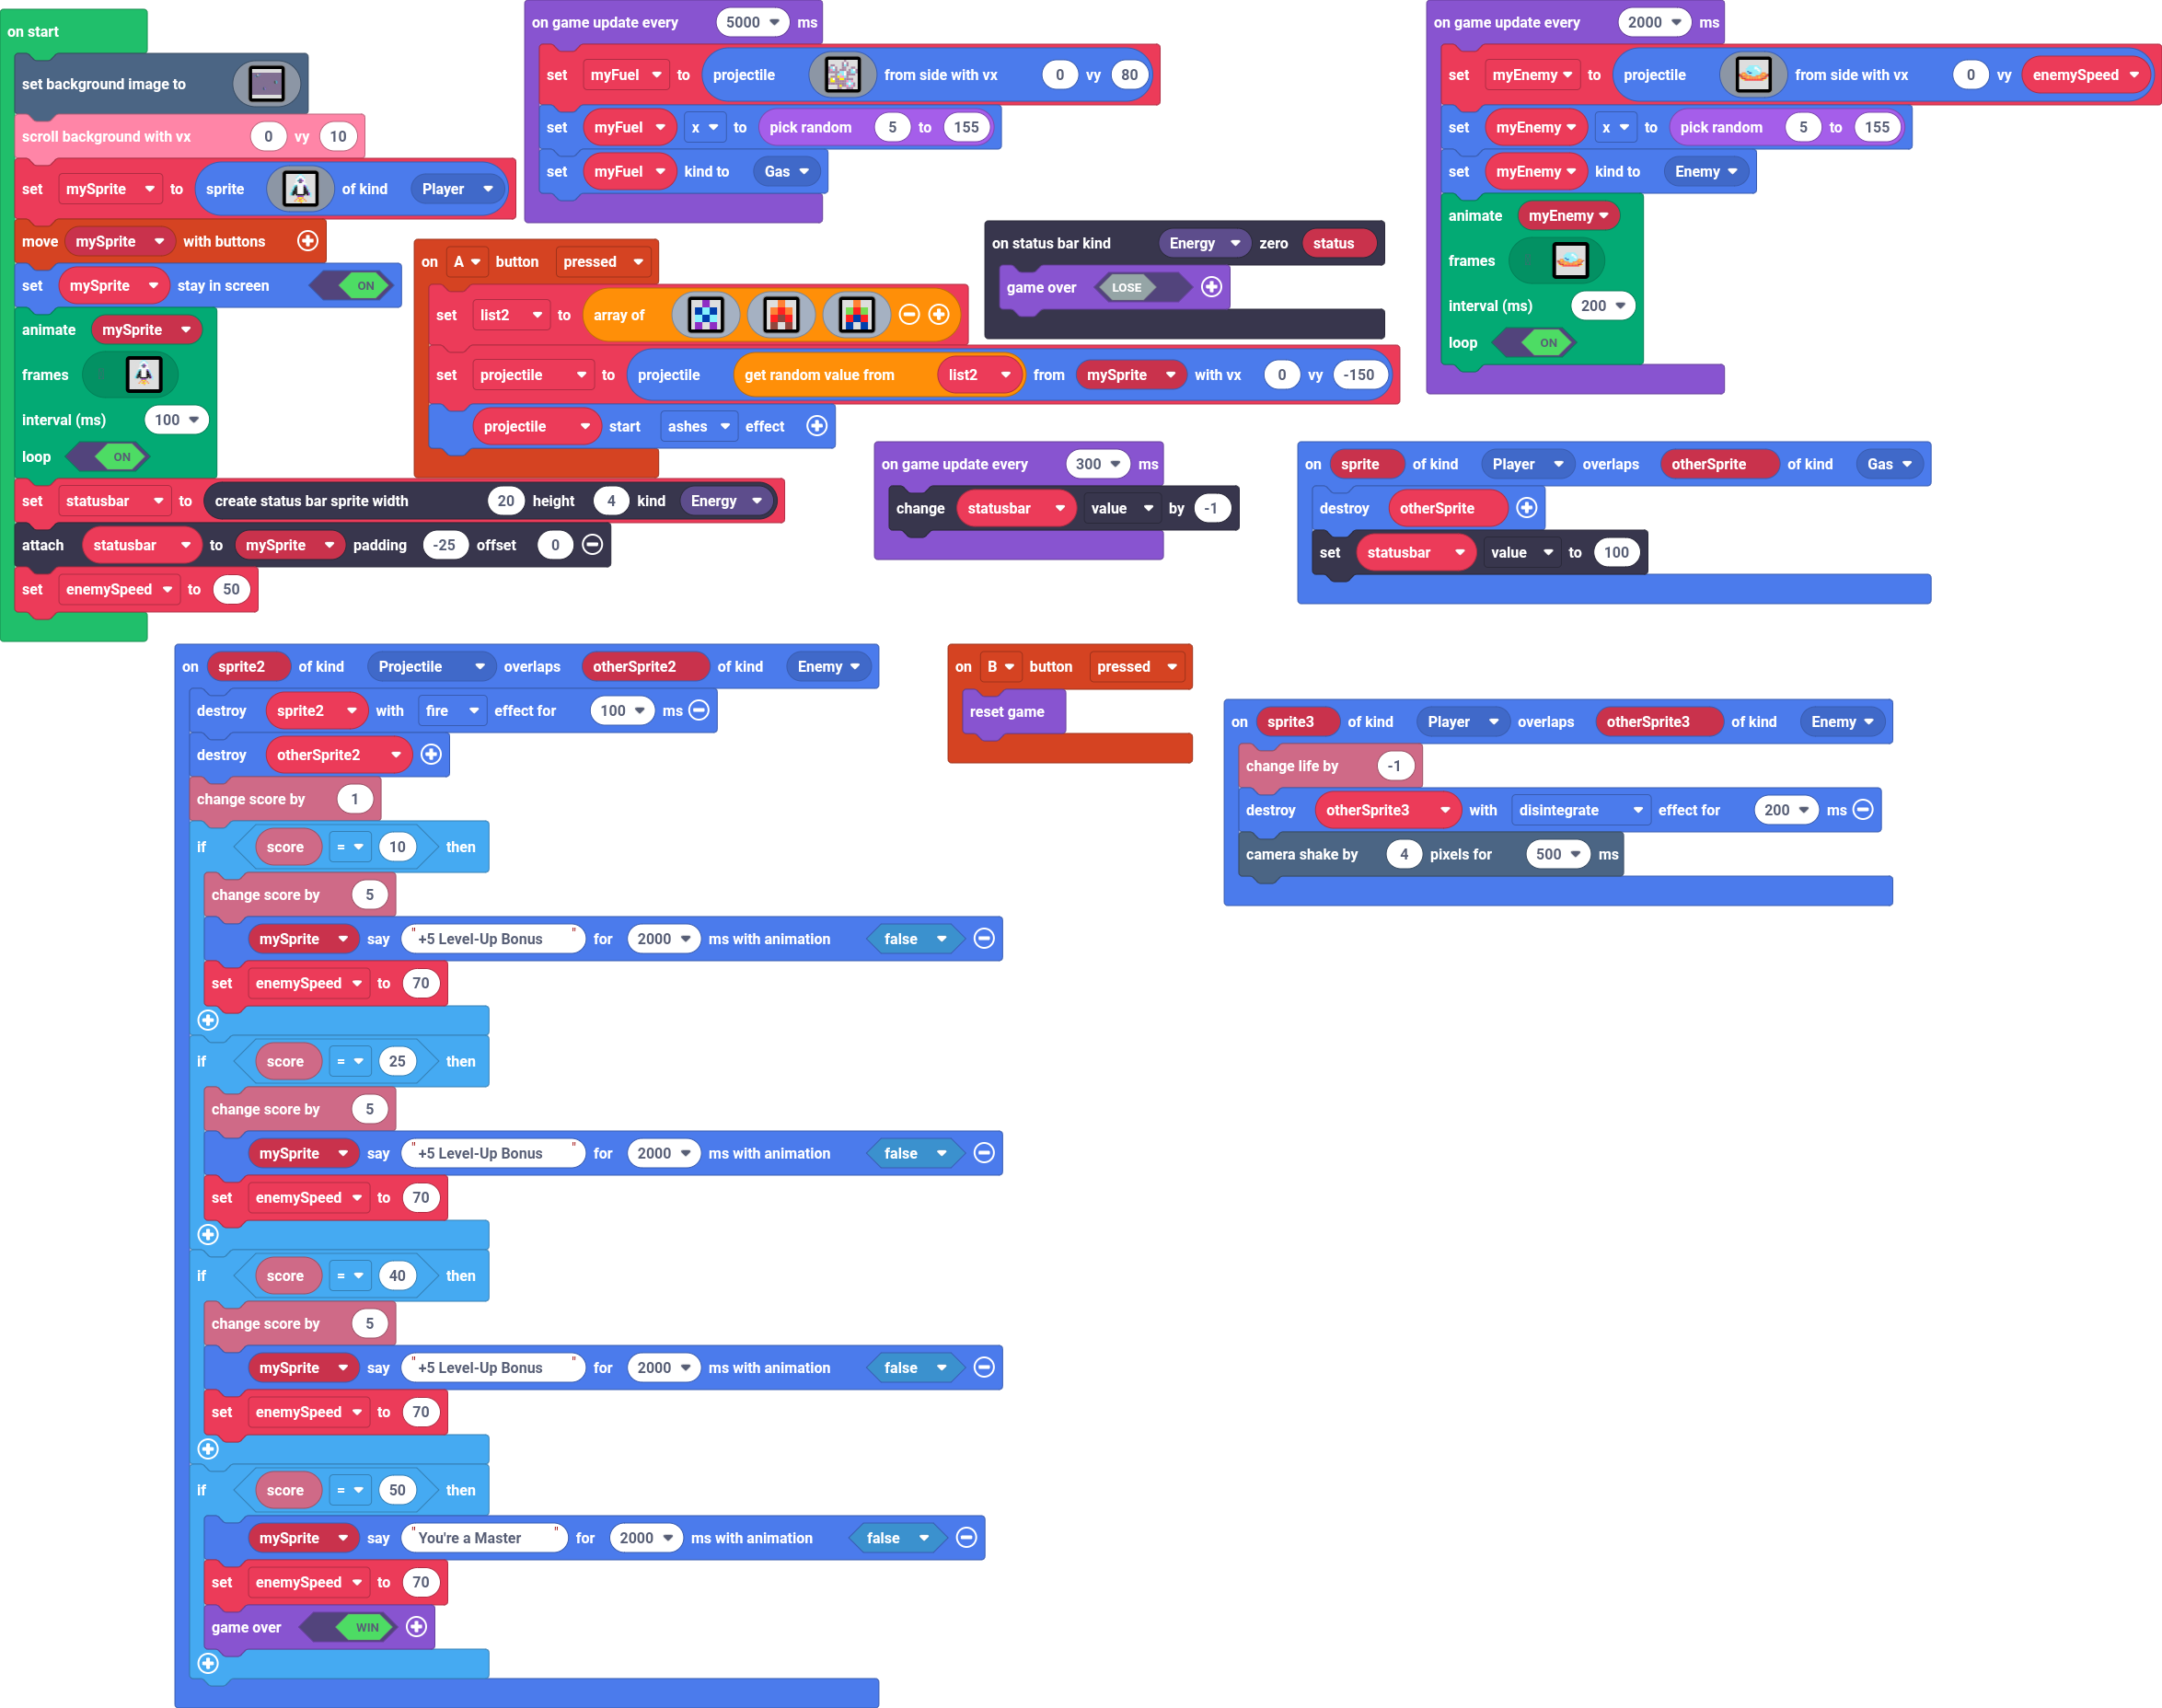 on start
set background image to
scroll background with vx 0 vy 10
set mySprite to sprite of kind Player
move mySprite with buttons
set mySprite stay in screen ON
animate mySprite
frames
interval (ms) 100
loop ON
set statusbar to create status bar sprite width 20 height 4 kind Energy
attach statusbar to mySprite padding -25 offset 0
set enemySpeed to 50
on game update every 5000 ms
set myFuel to projectile from side with vx 0 vy 80
set myFuel x to pick random 5 to 155
set myFuel kind to Gas
on game update every 2000 ms
set myEnemy to projectile from side with vx 0 vy enemySpeed
set myEnemy x to pick random 5 to 155
set myEnemy kind to Enemy
animate myEnemy
frames
interval (ms) 200
loop ON
on A button pressed
set list2 to array of
set projectile to projectile get random value from list2 from mySprite with vx 0 vy -150
projectile start ashes effect
on status bar kind Energy zero status
game over LOSE
on game update every 300 ms
change statusbar value by -1
on sprite of kind Player overlaps otherSprite of kind Gas
destroy otherSprite
set statusbar value to 100
on sprite2 of kind Projectile overlaps otherSprite2 of kind Enemy
destroy sprite2 with fire effect for 100 ms
destroy otherSprite2
change score by 1
if score = 10 then
change score by 5
mySprite say "+5 Level-Up Bonus" for 2000 ms with animation false
set enemySpeed to 70
if score = 25 then
change score by 5
mySprite say "+5 Level-Up Bonus" for 2000 ms with animation false
set enemySpeed to 70
if score = 40 then
change score by 5
mySprite say "+5 Level-Up Bonus" for 2000 ms with animation false
set enemySpeed to 70
if score = 50 then
mySprite say "You're a Master" for 2000 ms with animation false
set enemySpeed to 70
game over WIN
on B button pressed
reset game
on sprite3 of kind Player overlaps otherSprite3 of kind Enemy
change life by -1
destroy otherSprite3 with disintegrate effect for 200 ms
camera shake by 4 pixels for 500 ms